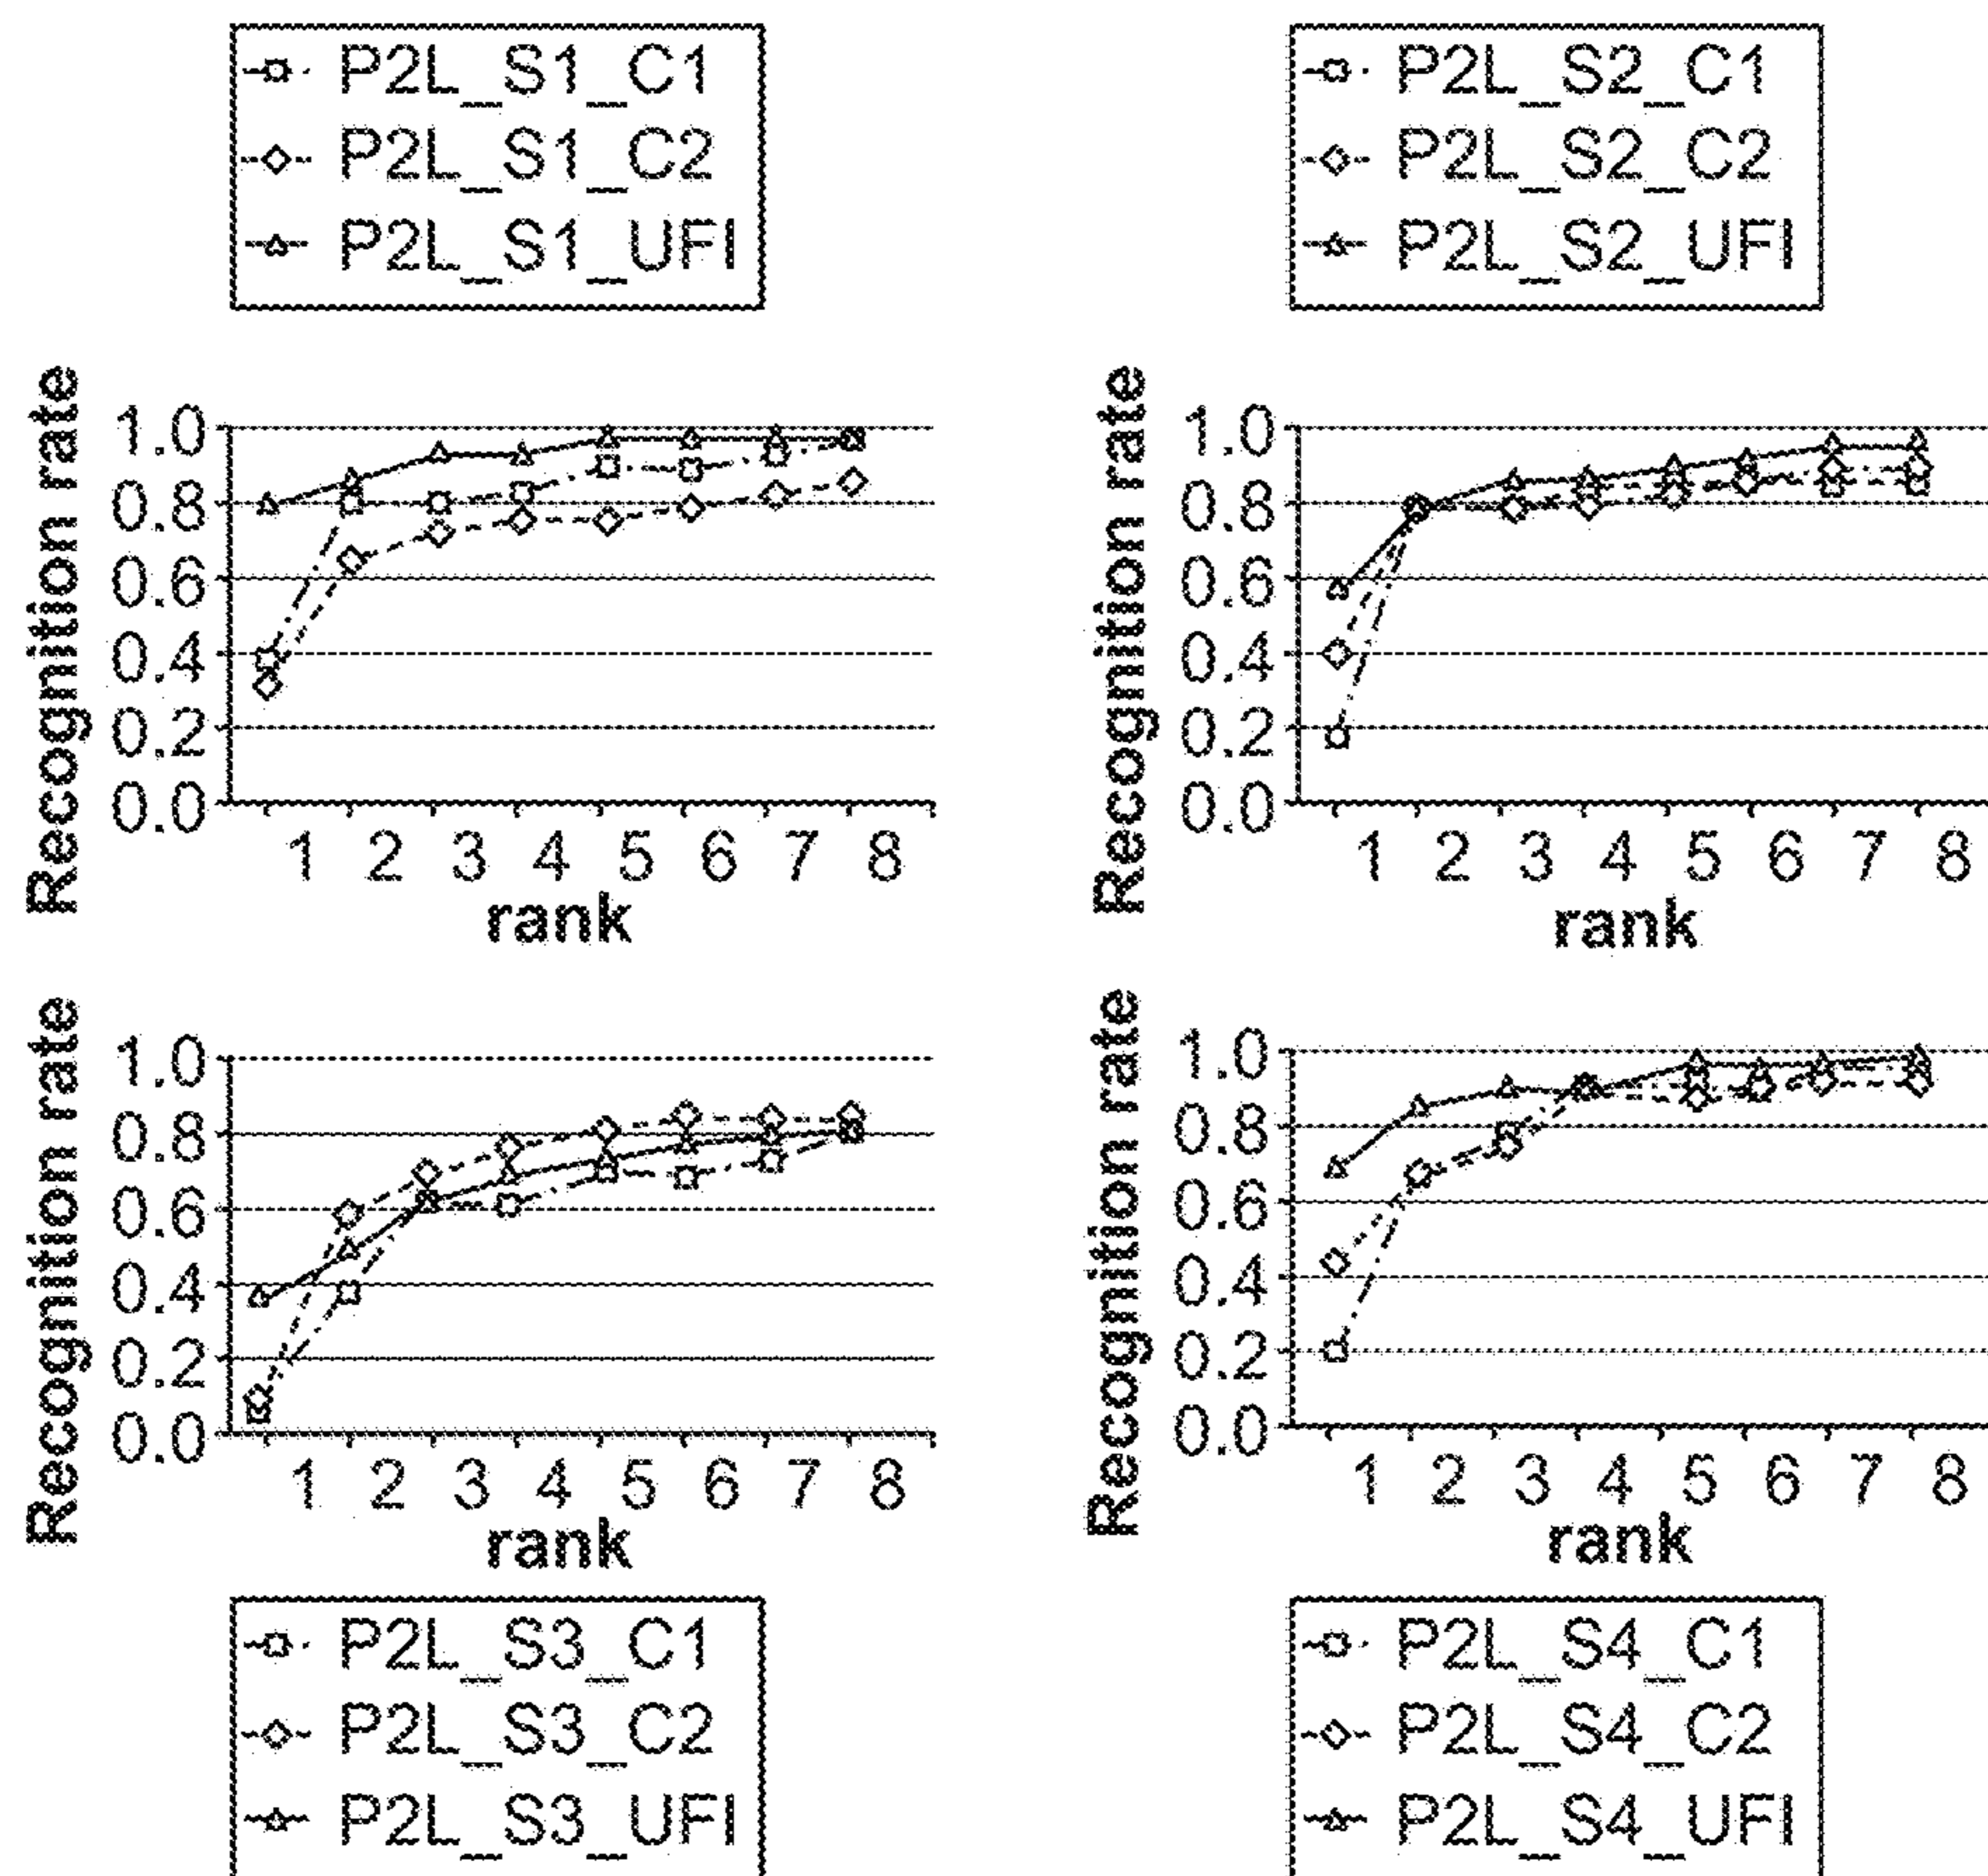 P2L_S1_C1
P2L_S1_C2
P2L_S1_UFI
P2L_S2_C1
P2L_S2_C2
P2L_S2_UFI
Recognition rate
1.0
0.8
0.6
0.4
0.2
0.0
1 2 3 4 5 6 7 8
rank
Recognition rate
1.0
0.8
0.6
0.4
0.2
0.0
1 2 3 4 5 6 7 8
rank
Recognition rate
1.0
0.8
0.6
0.4
0.2
0.0
1 2 3 4 5 6 7 8
rank
Recognition rate
1.0
0.8
0.6
0.4
0.2
0.0
1 2 3 4 5 6 7 8
rank
P2L_S3_C1
P2L_S3_C2
P2L_S3_UFI
P2L_S4_C1
P2L_S4_C2
P2L_S4_UFI